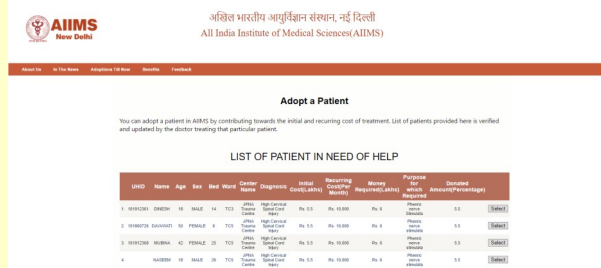 AIIMS
New Delhi
अखिल भारतीय आयुर्विज्ञान संस्थान, नई दिल्ली
All India Institute of Medical Sciences(AIIMS)
About Us In The News Adoptions Till Now Benefits Feedback
Adopt a Patient
You can adopt a patient in AIIMS by contributing towards the initial and recurring cost of treatment. List of patients provided here is verified
and updated by the doctor treating that particular patient.
LIST OF PATIENT IN NEED OF HELP
UHID Name Age Sex Bed Ward Center Name Diagnosis Initial Cost(Lakhs) Recurring Cost(Per Month) Money Required(Lakhs) Purpose for which Required Donated Amount(Percentage)
1 DINESH MALE 14 TC3 JPNA Trauma Centre High Cervical Spinal Cord Injury Rs. 5.5 Rs. 10,000 Rs. 6 Phrenic nerve 5.5 Select
2 DAVAVATI 50 FEMALE 6 TC5 JPNA Trauma Centre High Cervical Spinal Cord Injury Rs. 5.5 Rs. 10,000 Rs. 6 Phrenic nerve 5.5 Select
3 MUBINA 42 FEMALE 25 TC5 JPNA Trauma Centre High Cervical Spinal Cord Injury Rs. 5.5 Rs. 10,000 Rs. 6 Phrenic nerve 5.5 Select
4 NASEEM MALE TC5 JPNA Trauma Centre High Cervical Spinal Cord Injury Rs. 5.5 Rs. 10,000 Rs. 6 Phrenic nerve 5.5 Select